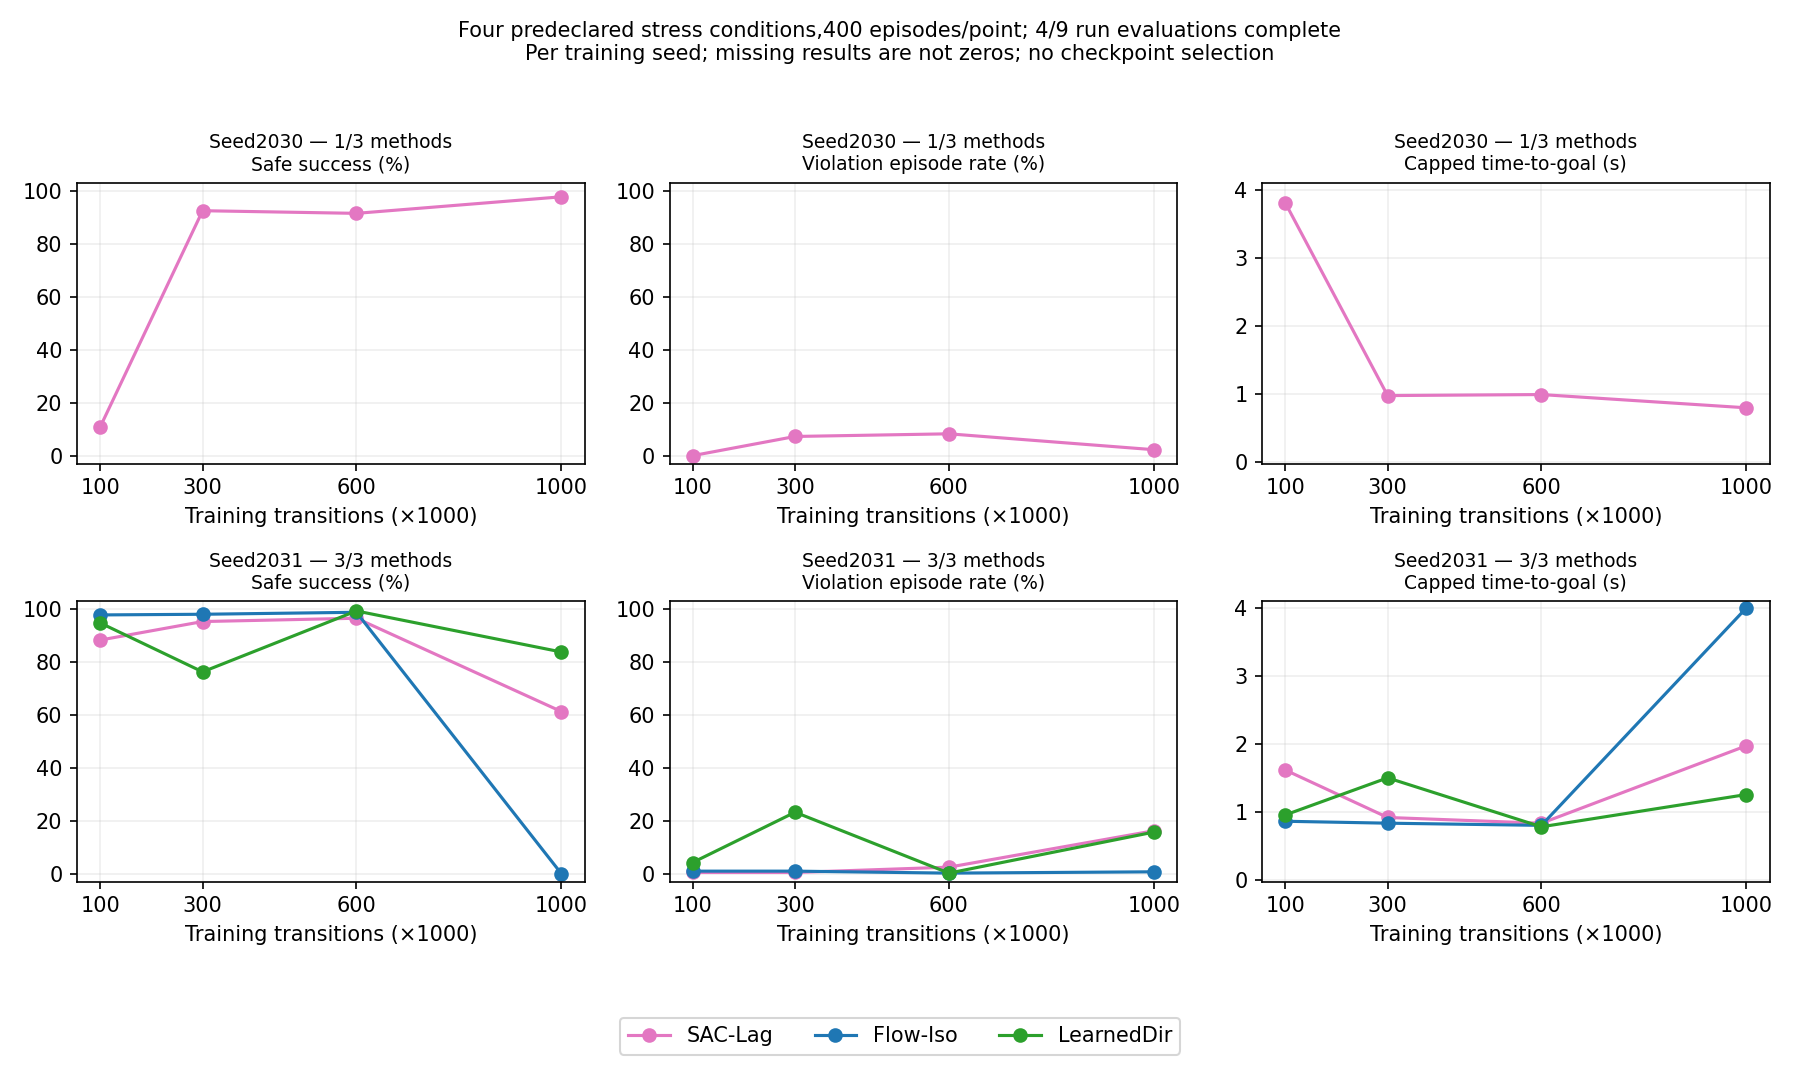 Four predeclared stress conditions,400 episodes/point; 4/9 run evaluations complete
Per training seed; missing results are not zeros; no checkpoint selection
Seed2030 — 1/3 methods
Safe success (%)
100
80
60
40
20
0
100 300 600 1000
Training transitions (×1000)
Seed2030 — 1/3 methods
Violation episode rate (%)
100
80
60
40
20
0
100 300 600 1000
Training transitions (×1000)
Seed2030 — 1/3 methods
Capped time-to-goal (s)
4
3
2
1
0
100 300 600 1000
Training transitions (×1000)
Seed2031 — 3/3 methods
Safe success (%)
100
80
60
40
20
0
100 300 600 1000
Training transitions (×1000)
Seed2031 — 3/3 methods
Violation episode rate (%)
100
80
60
40
20
0
100 300 600 1000
Training transitions (×1000)
Seed2031 — 3/3 methods
Capped time-to-goal (s)
4
3
2
1
0
100 300 600 1000
Training transitions (×1000)
SAC-Lag Flow-Iso LearnedDir